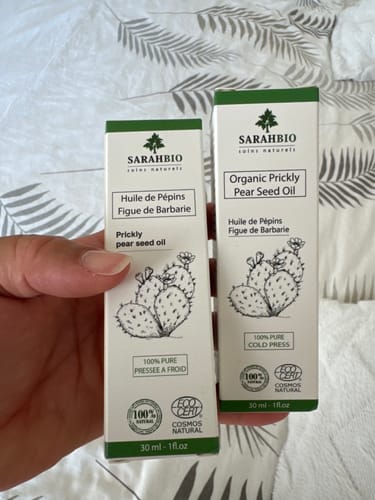 SARAHBIO
soins naturels
Huile de Pépins
Figue de Barbarie
Prickly
pear seed oil
100% PURE
PRESSEE A FROID
100%
NATURAL
ECO
CERT
COSMOS
NATURAL
30 ml - 1fl.oz
SARAHBIO
soins naturels
Organic Prickly
Pear Seed Oil
Huile de Pépins
Figue de Barbarie
100% PURE
COLD PRESS
100%
NATURAL
ECO
CERT
COSMOS
NATURAL
30 ml - 1fl.oz